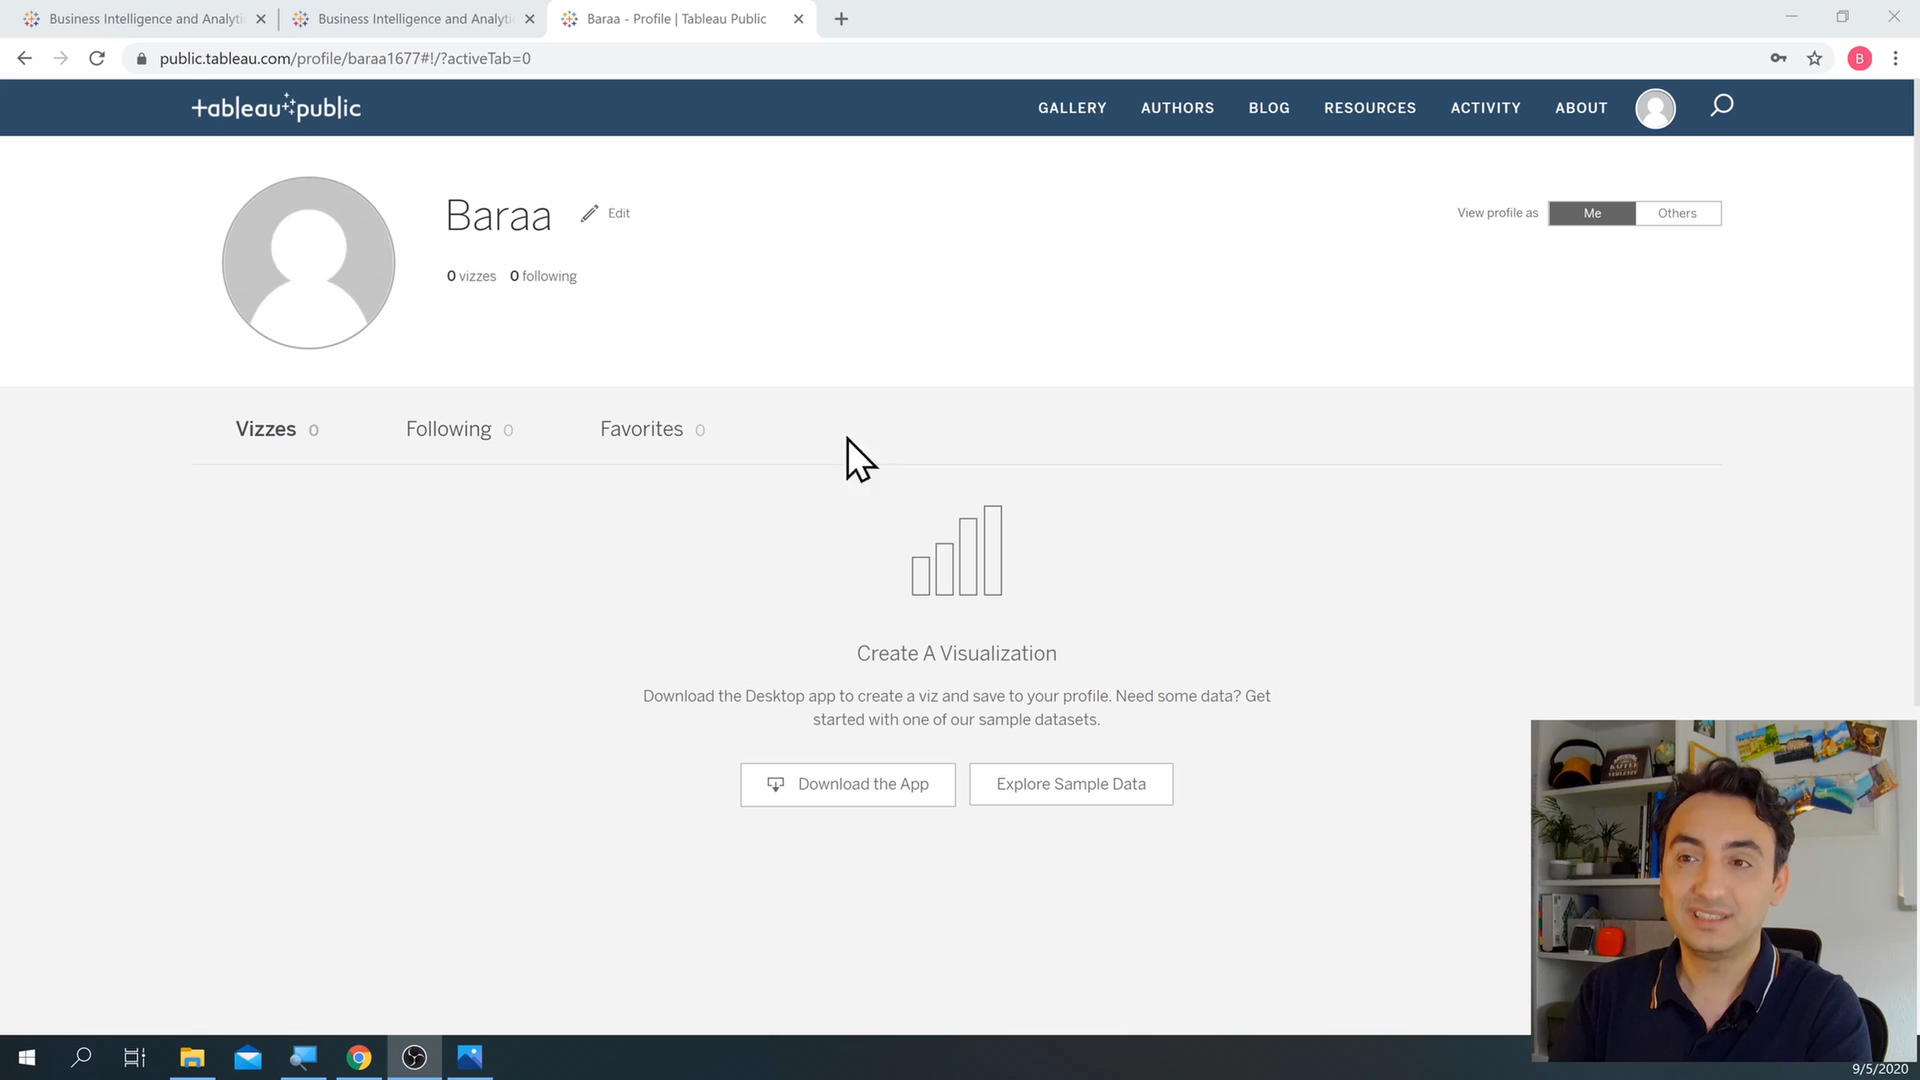 Business Intelligence and Analyti
Business Intelligence and Analytic
Baraa - Profile | Tableau Public
public.tableau.com/profile/baraa1677#!/?activeTab=0
B
tableau public
GALLERY
AUTHORS
BLOG
RESOURCES
ACTIVITY
ABOUT
Baraa
Edit
View profile as
Me
Others
0 vizzes
0 following
Vizzes 0
Following 0
Favorites 0
Create A Visualization
Download the Desktop app to create a viz and save to your profile. Need some data? Get
started with one of our sample datasets.
Download the App
Explore Sample Data
9/5/2020